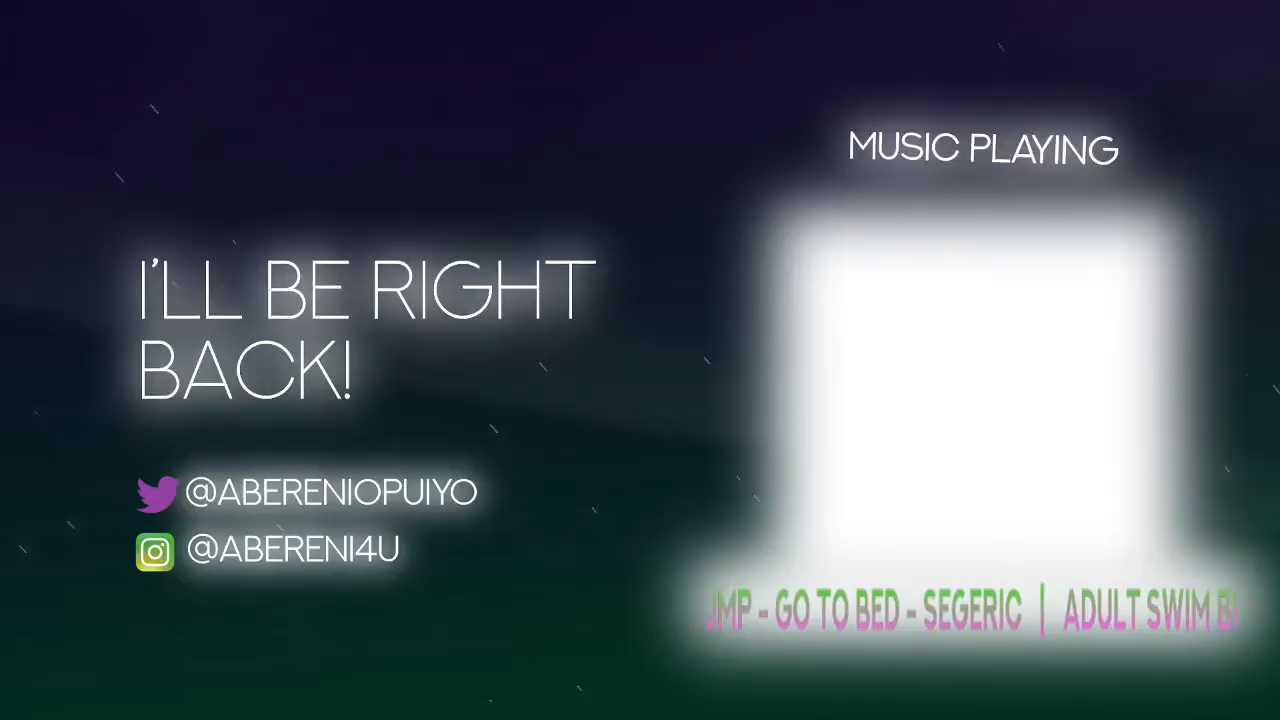 I'LL BE RIGHT
BACK!
@ABERENIOPUIYO
@ABERENI4U
MUSIC PLAYING
- GO TO BED - SEGERIC | ADULT SWIM